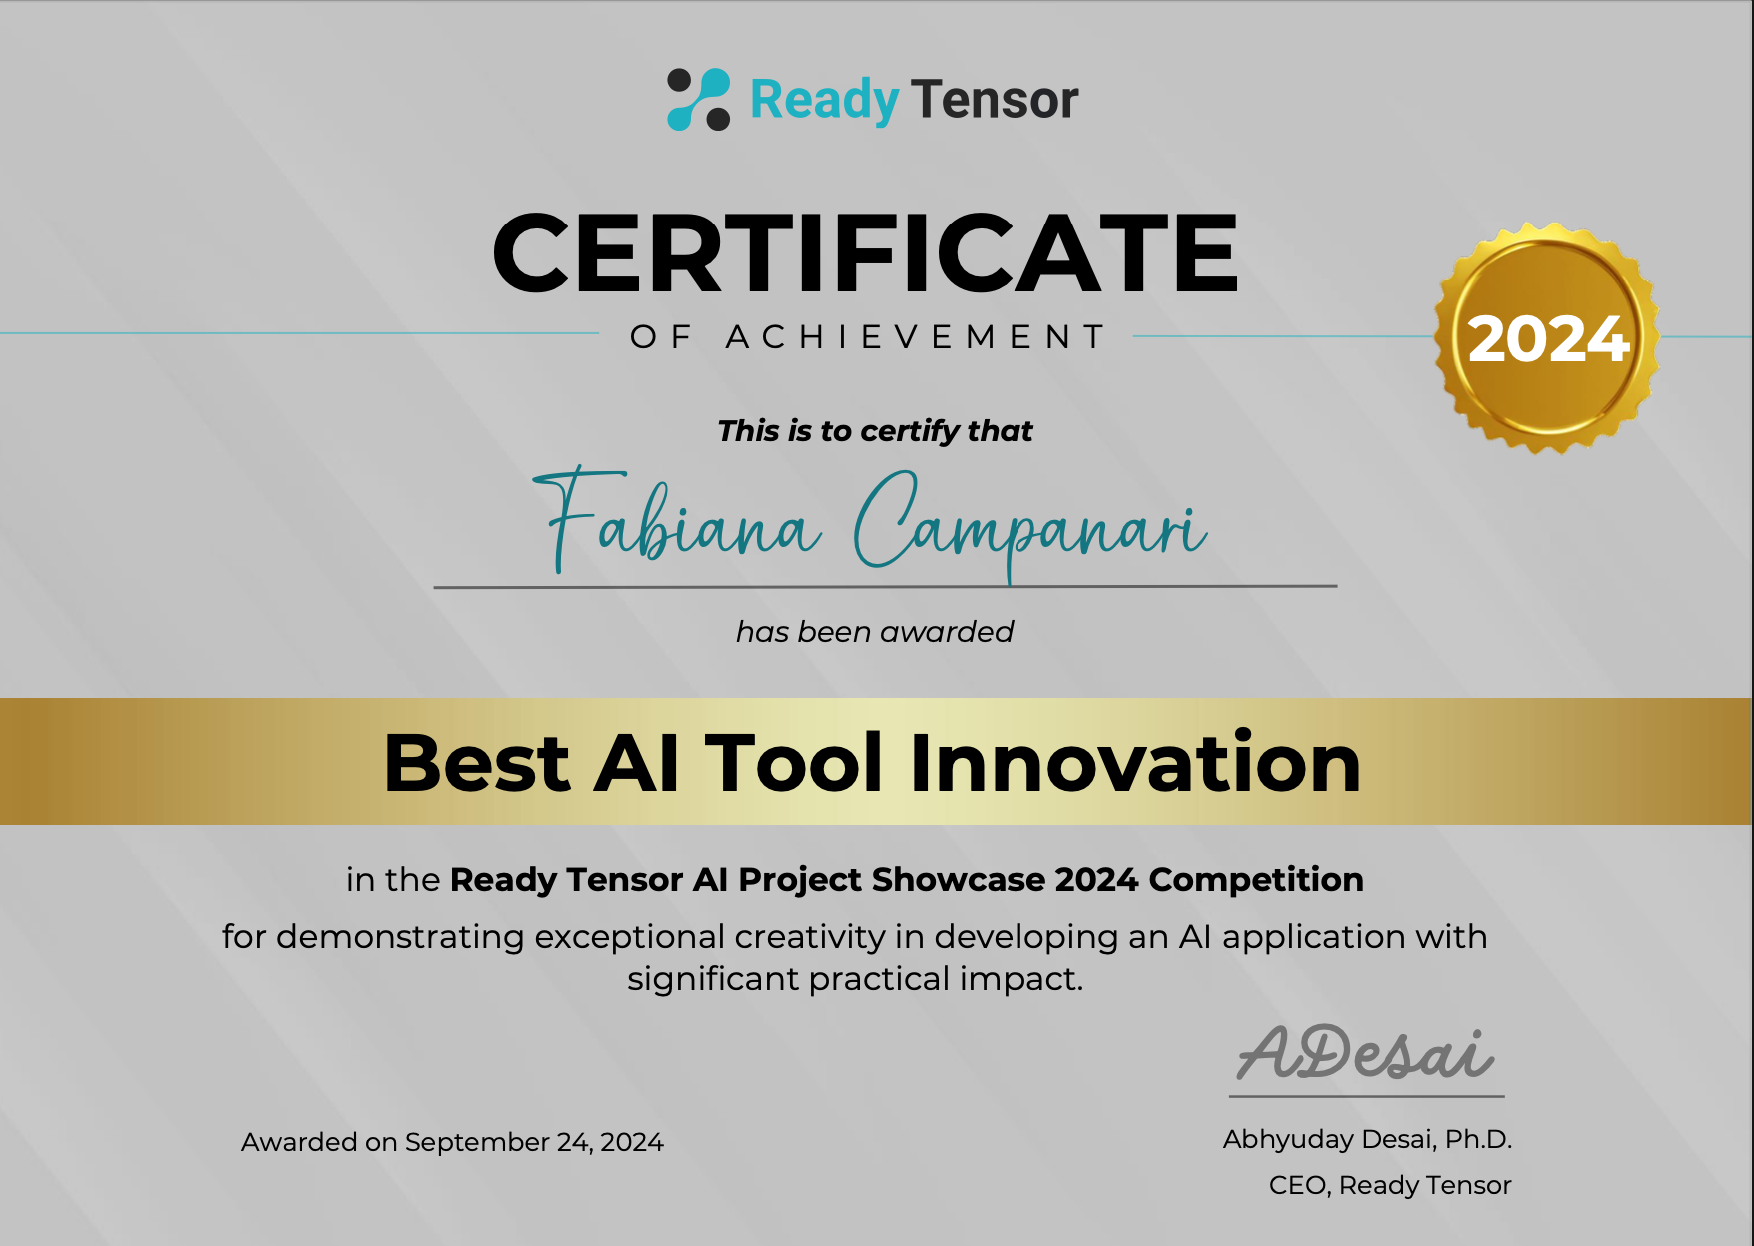 Ready Tensor
CERTIFICATE
OF ACHIEVEMENT
2024
This is to certify that
Fabiana Campanari
has been awarded
Best AI Tool Innovation
in the Ready Tensor AI Project Showcase 2024 Competition
for demonstrating exceptional creativity in developing an AI application with
significant practical impact.
ADesai
Awarded on September 24, 2024
Abhyuday Desai, Ph.D.
CEO, Ready Tensor